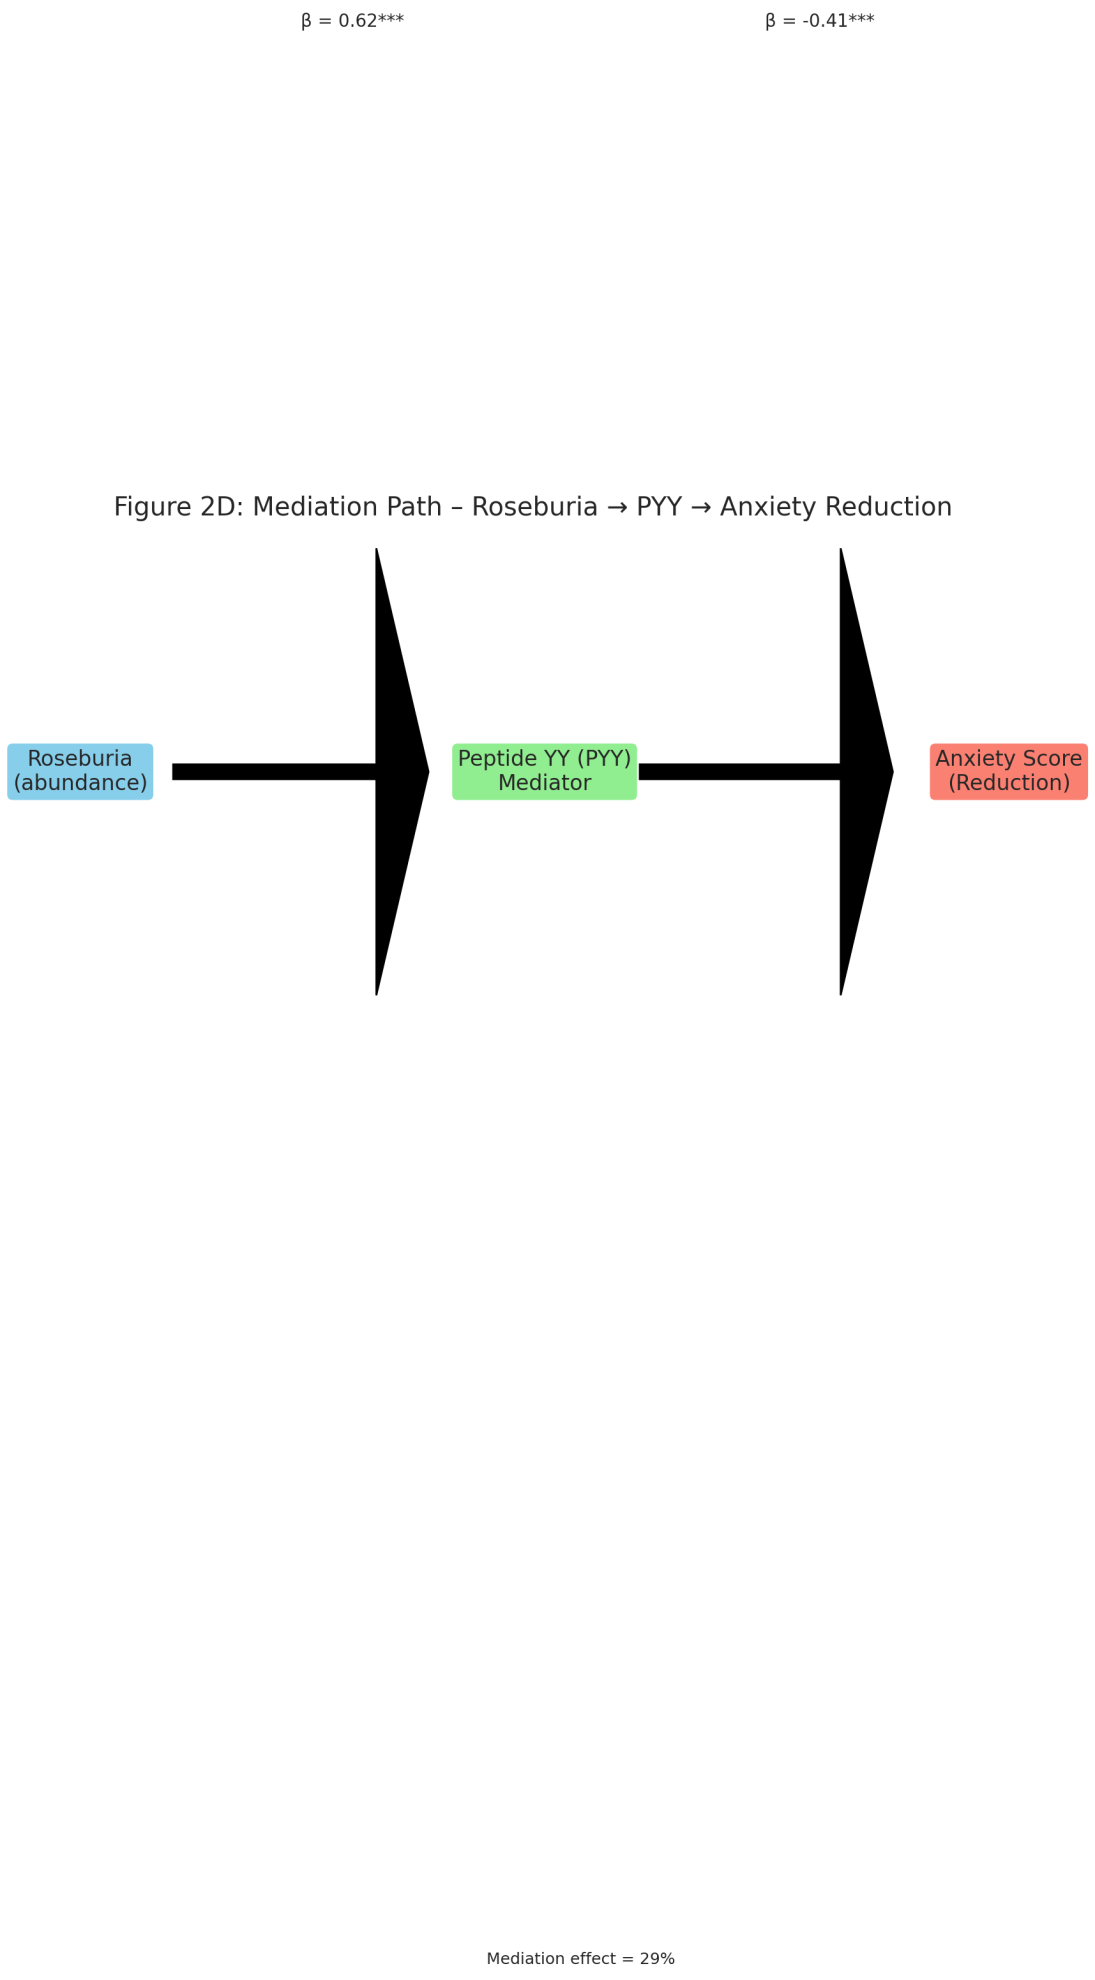 β = 0.62***
β = -0.41***
Figure 2D: Mediation Path – Roseburia → PYY → Anxiety Reduction
Roseburia
(abundance)
Peptide YY (PYY)
Mediator
Anxiety Score
(Reduction)
Mediation effect = 29%